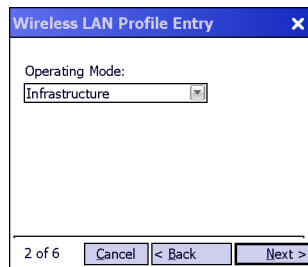 Wireless LAN Profile Entry
Operating Mode:
Infrastructure
2 of 6 Cancel < Back Next >